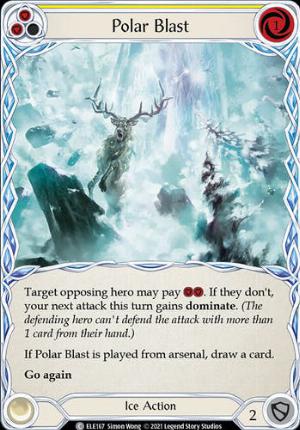 Polar Blast
1
Target opposing hero may pay. If they don't,
your next attack this turn gains dominate. (The
defending hero can't defend the attack with more than
1 card from their hand.)
If Polar Blast is played from arsenal, draw a card.
Go again
Ice Action
2
C ELE167 Simon Wong © 2021 Legend Story Studios